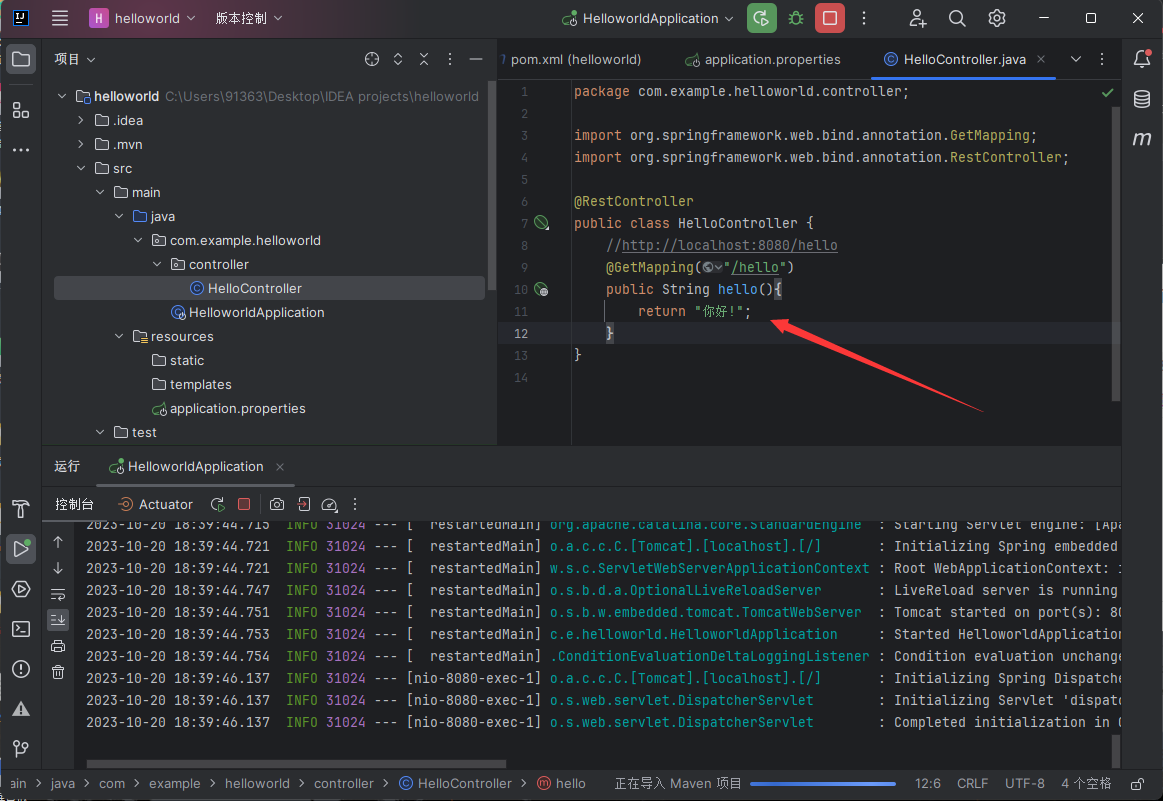 H helloworld 版本控制 HelloworldApplication
项目
pom.xml (helloworld) application.properties HelloController.java
helloworld C:\Users\91363\Desktop\IDEA projects\helloworld
.idea
.mvn
src
main
java
com.example.helloworld
controller
HelloController
HelloworldApplication
resources
static
templates
application.properties
test
1 package com.example.helloworld.controller;
2
3 import org.springframework.web.bind.annotation.GetMapping;
4 import org.springframework.web.bind.annotation.RestController;
5
6 @RestController
7 public class HelloController {
8 //http://localhost:8080/hello
9 @GetMapping("/hello")
10 public String hello(){
11 return "你好!";
12 }
13 }
14
m
运行 HelloworldApplication
控制台 Actuator
2023-10-20 18:39:44.715 INFO 31024 --- [ restartedMain] org.apache.catalina.core.StandardEngine : Starting Servlet engine: [Apa
2023-10-20 18:39:44.721 INFO 31024 --- [ restartedMain] o.a.c.c.C.[Tomcat].[localhost].[/] : Initializing Spring embedded
2023-10-20 18:39:44.721 INFO 31024 --- [ restartedMain] w.s.c.ServletWebServerApplicationContext : Root WebApplicationContext:
2023-10-20 18:39:44.747 INFO 31024 --- [ restartedMain] o.s.b.d.a.OptionalLiveReloadServer : LiveReload server is running
2023-10-20 18:39:44.751 INFO 31024 --- [ restartedMain] o.s.b.w.embedded.tomcat.TomcatWebServer : Tomcat started on port(s): 80
2023-10-20 18:39:44.753 INFO 31024 --- [ restartedMain] c.e.helloworld.HelloworldApplication : Started HelloworldApplication
2023-10-20 18:39:44.754 INFO 31024 --- [ restartedMain] .ConditionEvaluationDeltaLoggingListener : Condition evaluation unchange
2023-10-20 18:39:46.137 INFO 31024 --- [nio-8080-exec-1] o.a.c.c.C.[Tomcat].[localhost].[/] : Initializing Spring Dispatche
2023-10-20 18:39:46.137 INFO 31024 --- [nio-8080-exec-1] o.s.web.servlet.DispatcherServlet : Initializing Servlet 'dispatc
2023-10-20 18:39:46.137 INFO 31024 --- [nio-8080-exec-1] o.s.web.servlet.DispatcherServlet : Completed initialization in
ain > java > com > example > helloworld > controller > HelloController > hello 正在导入 Maven 项目 12:6 CRLF UTF-8 4 个空格